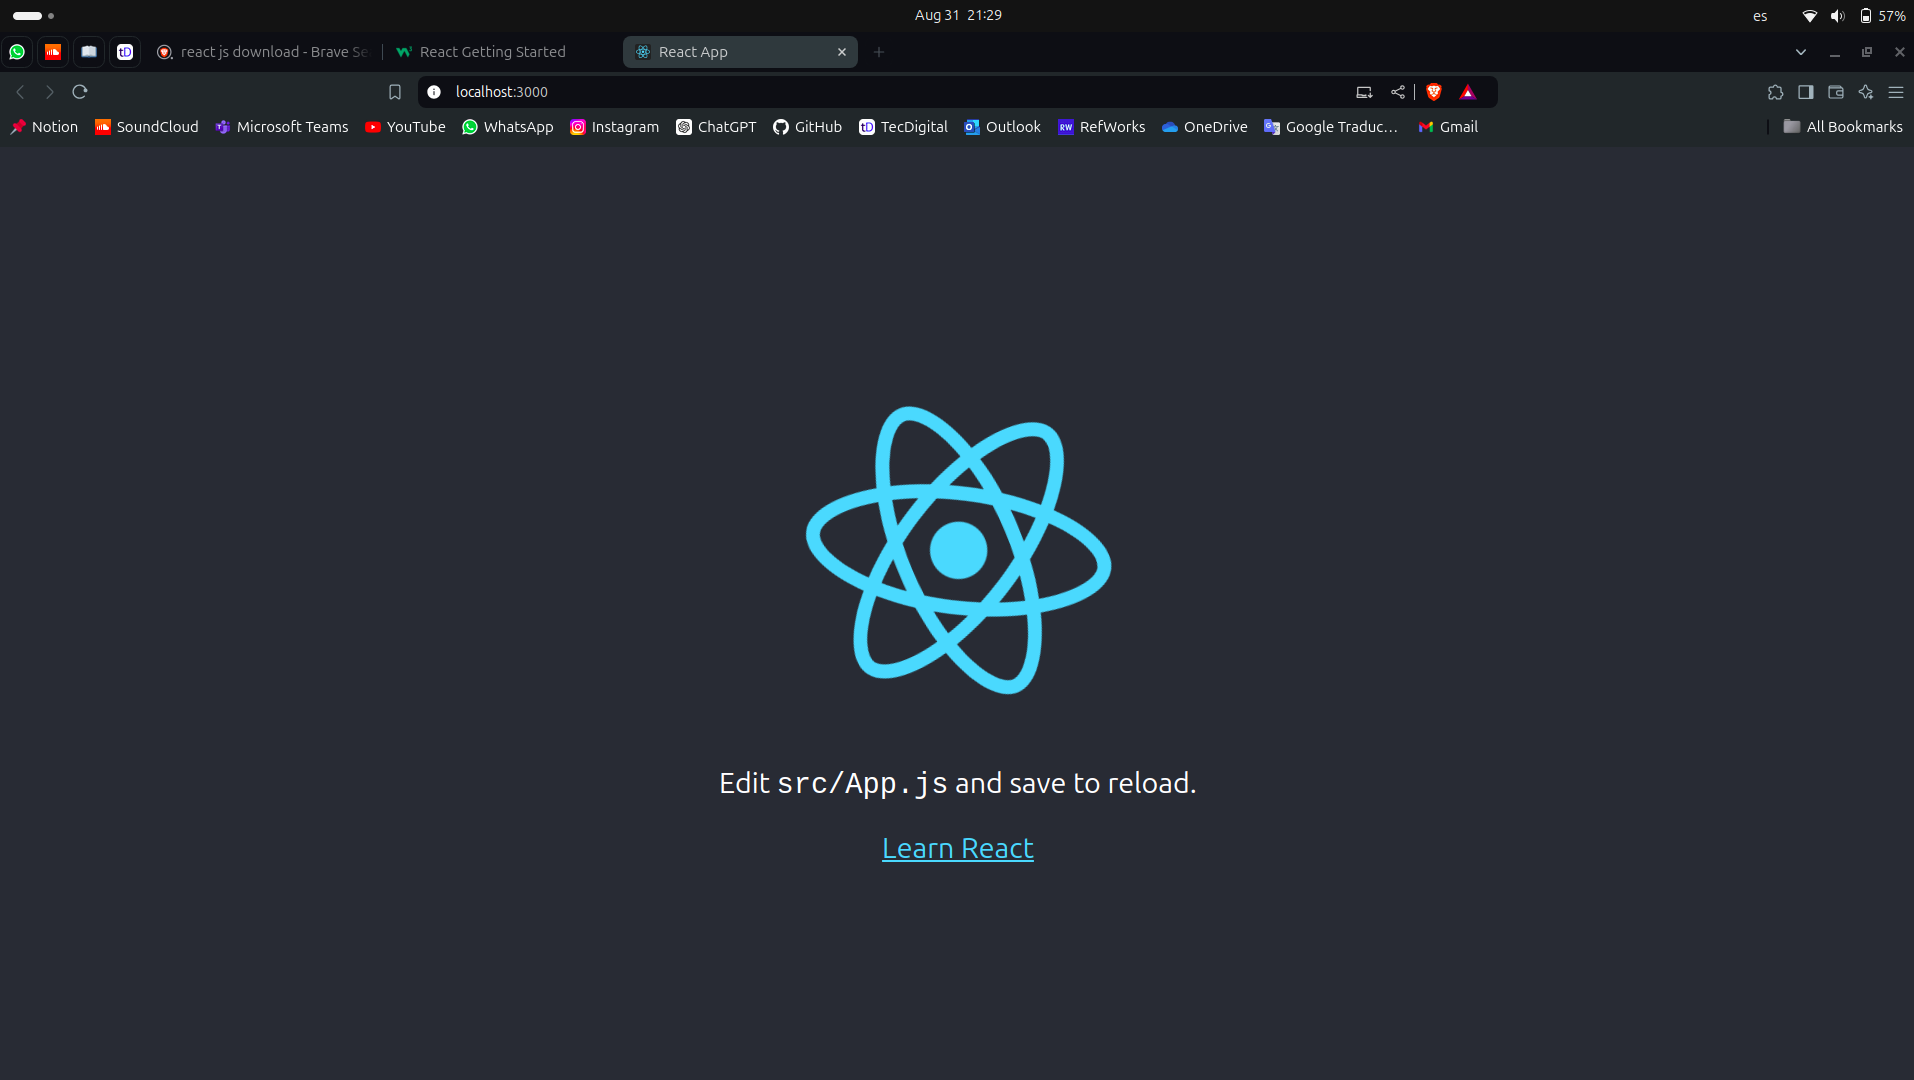 Aug 31 21:29
es
57%
react js download - Brave Se
React Getting Started
React App
localhost:3000
Notion
SoundCloud
Microsoft Teams
YouTube
WhatsApp
Instagram
ChatGPT
GitHub
tD TecDigital
Outlook
RW RefWorks
OneDrive
Google Traduc...
Gmail
All Bookmarks
Edit src/App.js and save to reload.
Learn React